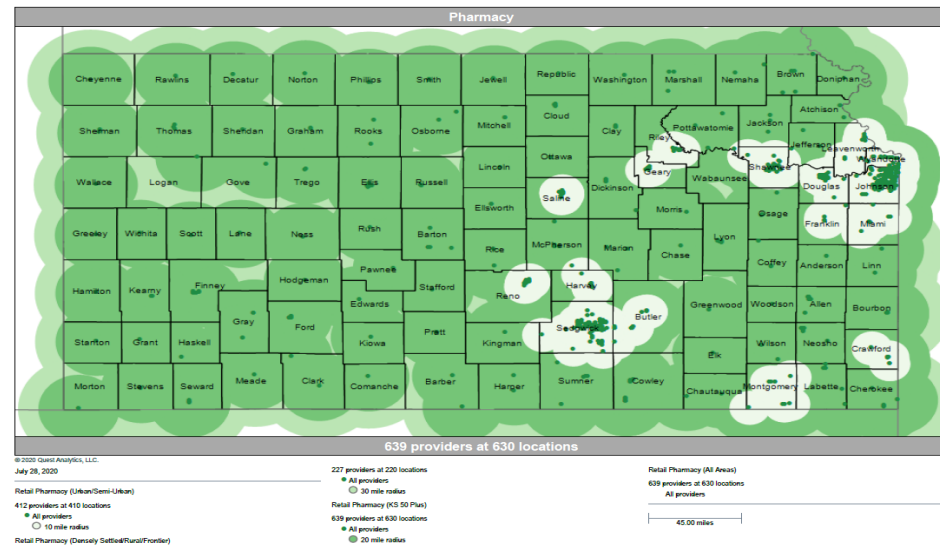 Pharmacy
Cheyenne
Rawlins
Decatur
Norton
Phillips
Smith
Jewell
Republic
Washington
Marshall
Nemaha
Brown
Doniphan
Sherman
Thomas
Sheridan
Graham
Rooks
Osborne
Mitchell
Cloud
Clay
Riley
Pottawatomie
Jackson
Atchison
Jefferson
Leavenworth
Wyandotte
Wallace
Logan
Gove
Trego
Ellis
Russell
Lincoln
Ottawa
Dickinson
Geary
Wabaunsee
Shawnee
Douglas
Johnson
Ellsworth
Saline
Morris
Osage
Franklin
Miami
Greeley
Wichita
Scott
Lane
Ness
Rush
Barton
Rice
McPherson
Marion
Chase
Lyon
Coffey
Anderson
Linn
Hamilton
Kearny
Finney
Hodgeman
Pawnee
Stafford
Reno
Harvey
Edwards
Gray
Ford
Butler
Greenwood
Woodson
Allen
Bourbon
Stanton
Grant
Haskell
Kiowa
Pratt
Kingman
Sedgwick
Elk
Wilson
Neosho
Crawford
Morton
Stevens
Seward
Meade
Clark
Comanche
Barber
Harper
Sumner
Cowley
Chautauqua
Montgomery
Labette
Cherokee
639 providers at 630 locations
© 2020 Quest Analytics, LLC.
July 28, 2020
Retail Pharmacy (Urban/Semi-Urban)
412 providers at 410 locations
All providers
10 mile radius
Retail Pharmacy (Densely Settled/Rural/Frontier)
227 providers at 220 locations
All providers
30 mile radius
Retail Pharmacy (KS 50 Plus)
639 providers at 630 locations
All providers
20 mile radius
Retail Pharmacy (All Areas)
639 providers at 630 locations
All providers
45.00 miles